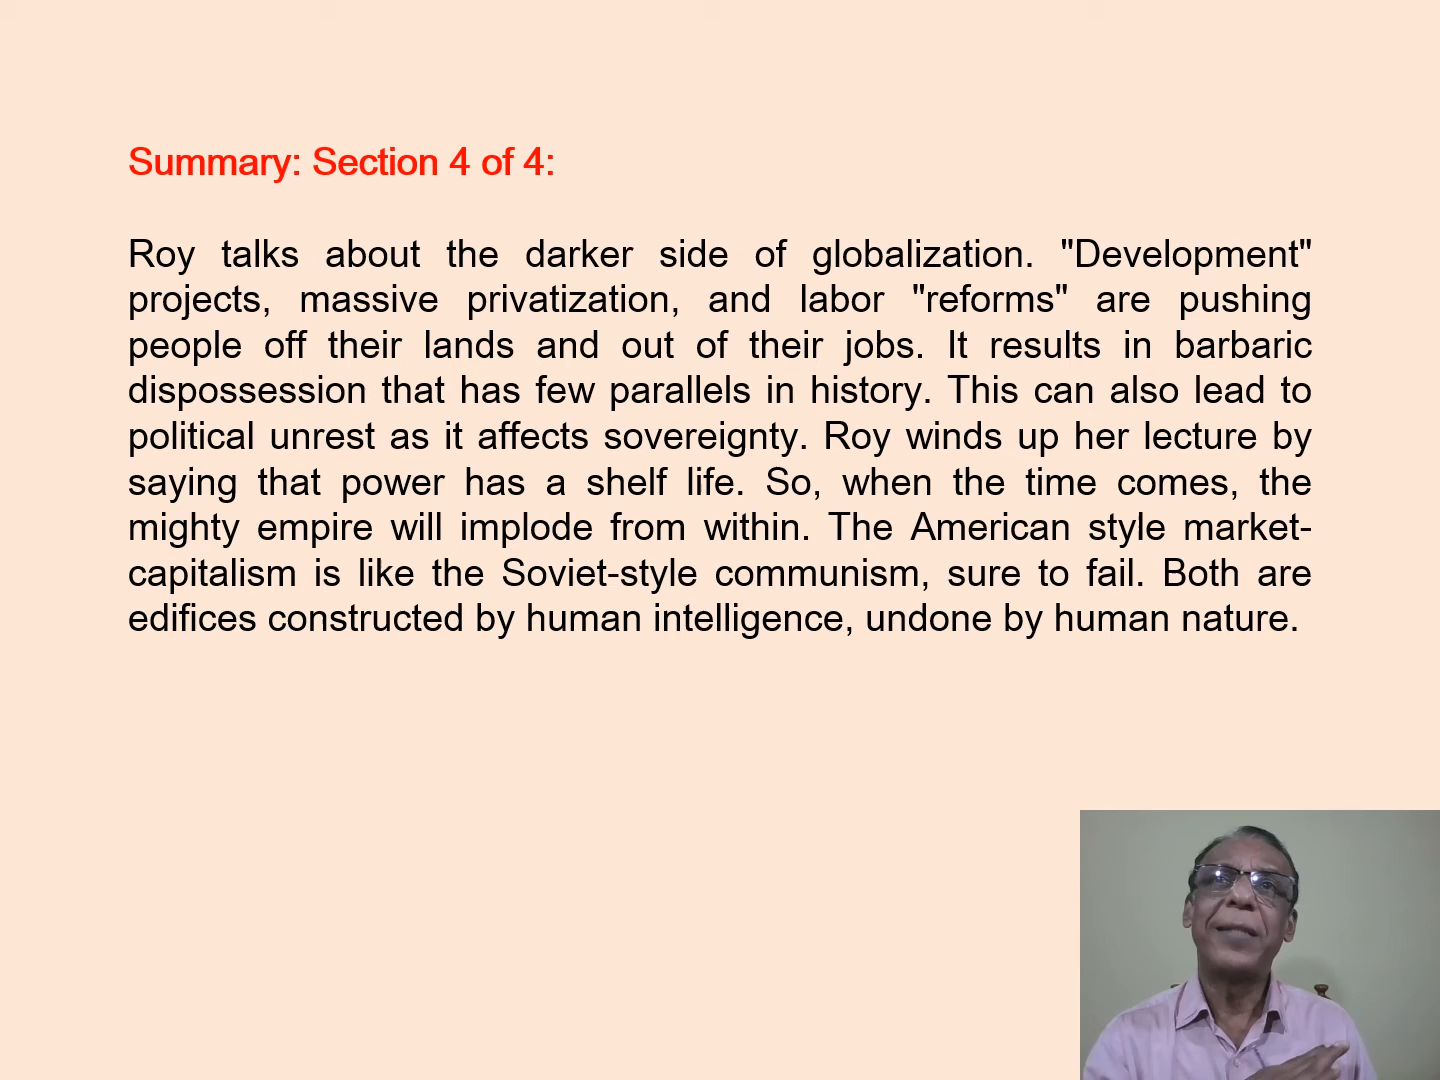 Summary: Section 4 of 4:
Roy talks about the darker side of globalization. "Development"
projects, massive privatization, and labor "reforms" are pushing
people off their lands and out of their jobs. It results in barbaric
dispossession that has few parallels in history. This can also lead to
political unrest as it affects sovereignty. Roy winds up her lecture by
saying that power has a shelf life. So, when the time comes, the
mighty empire will implode from within. The American style market-
capitalism is like the Soviet-style communism, sure to fail. Both are
edifices constructed by human intelligence, undone by human nature.